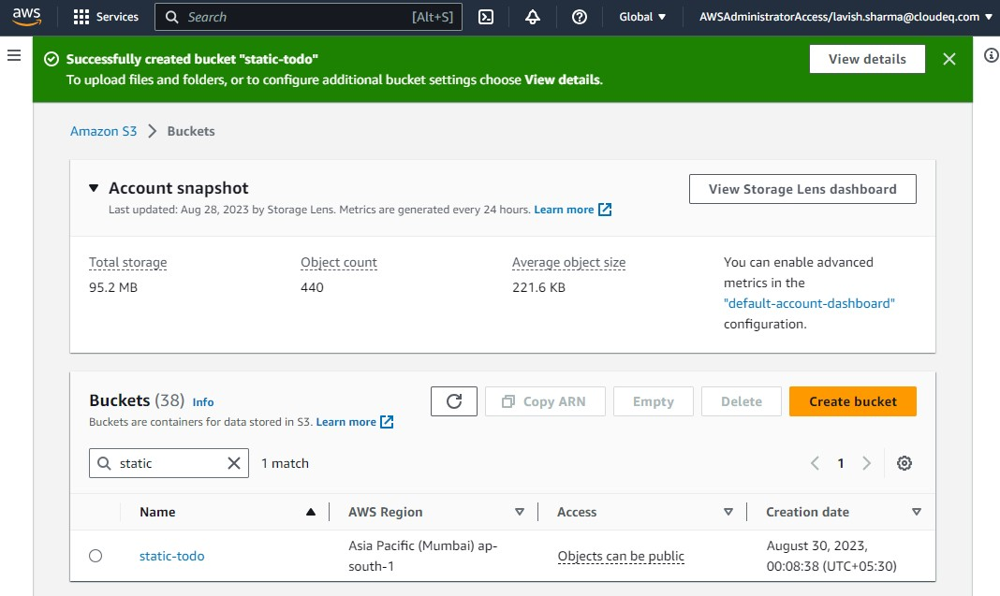 aws
Services
Search [Alt+S]
Global
AWSAdministratorAccess/lavish.sharma@cloudeq.com
Successfully created bucket "static-todo"
To upload files and folders, or to configure additional bucket settings choose View details.
View details
Amazon S3 > Buckets
Account snapshot
Last updated: Aug 28, 2023 by Storage Lens. Metrics are generated every 24 hours. Learn more
View Storage Lens dashboard
Total storage
95.2 MB
Object count
440
Average object size
221.6 KB
You can enable advanced
metrics in the
"default-account-dashboard"
configuration.
Buckets (38) Info
Buckets are containers for data stored in S3. Learn more
Copy ARN
Empty
Delete
Create bucket
static
1 match
1
Name
AWS Region
Access
Creation date
static-todo
Asia Pacific (Mumbai) ap-
south-1
Objects can be public
August 30, 2023,
00:08:38 (UTC+05:30)